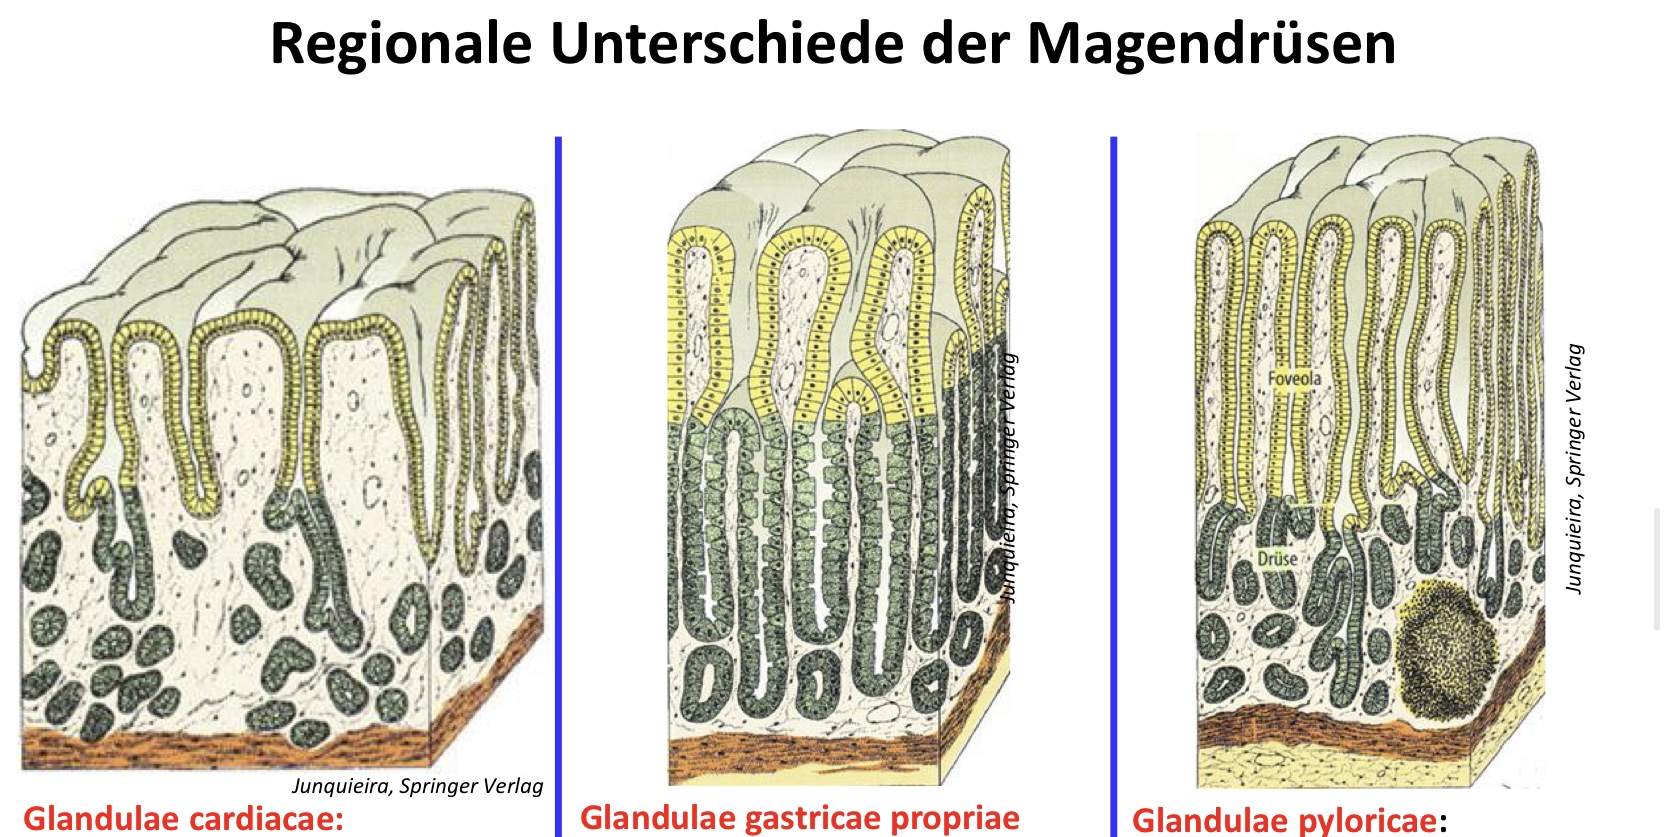 Regionale Unterschiede der Magendrüsen
Junquieira, Springer Verlag
Glandulae cardiacae:
Junquieira, Springer Verlag
Glandulae gastricae propriae
Foveola
Drüse
Junquieira, Springer Verlag
Glandulae pyloricae: